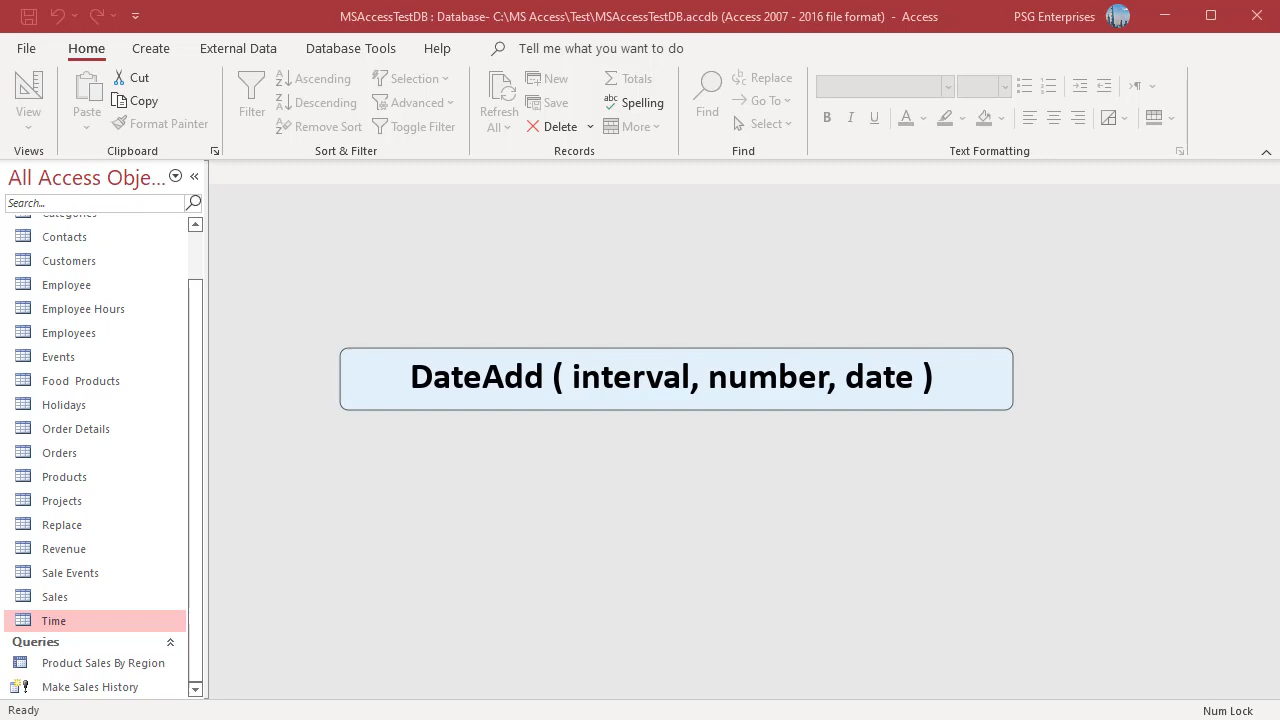 MSAccessTestDB : Database- C:\MS Access\Test\MSAccessTestDB.accdb (Access 2007 - 2016 file format) - Access
PSG Enterprises
File Home Create External Data Database Tools Help Tell me what you want to do
View
Views
Paste
Cut
Copy
Format Painter
Clipboard
Filter
Ascending
Descending
Remove Sort
Selection
Advanced
Toggle Filter
Sort & Filter
Refresh
All
New
Save
Delete
Totals
Spelling
More
Records
Find
Replace
Go To
Select
Find
B I U A
Text Formatting
All Access Obje...
Search...
Categories
Contacts
Customers
Employee
Employee Hours
Employees
Events
Food Products
Holidays
Order Details
Orders
Products
Projects
Replace
Revenue
Sale Events
Sales
Time
Queries
Product Sales By Region
Make Sales History
DateAdd ( interval, number, date )
Ready
Num Lock